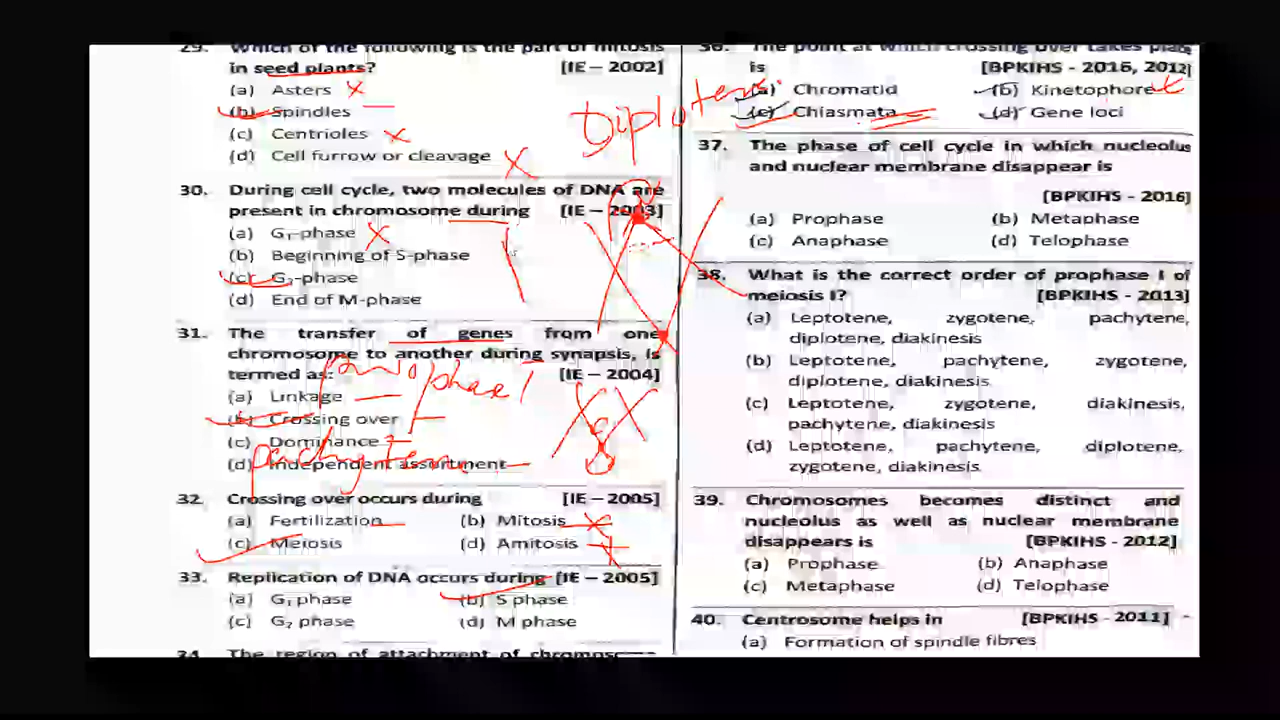 29. Which of the following is the part of mitosis
in seed plants? [IE – 2002]
(a) Asters
(b) Spindles
(c) Centrioles
(d) Cell furrow or cleavage
30. During cell cycle, two molecules of DNA are
present in chromosome during [IE – 2003]
(a) G₁-phase
(b) Beginning of S-phase
(c) G₂-phase
(d) End of M-phase
31. The transfer of genes from one
chromosome to another during synapsis, is
termed as: [IE – 2004]
(a) Linkage
(b) Crossing over
(c) Dominance
(d) Independent assortment
32. Crossing over occurs during [IE – 2005]
(a) Fertilization (b) Mitosis
(c) Meiosis (d) Amitosis
33. Replication of DNA occurs during [IE – 2005]
(a) G₁ phase (b) S phase
(c) G₂ phase (d) M phase
34. The region of attachment of
Diplotene
prophase I
pachytene
36. The point at which crossing over takes place
is [BPKIHS - 2016, 2012]
(a) Chromatid (b) Kinetophore
(c) Chiasmata (d) Gene loci
37. The phase of cell cycle in which nucleolus
and nuclear membrane disappear is
[BPKIHS - 2016]
(a) Prophase (b) Metaphase
(c) Anaphase (d) Telophase
38. What is the correct order of prophase I of
meiosis I? [BPKIHS - 2013]
(a) Leptotene, zygotene, pachytene,
diplotene, diakinesis
(b) Leptotene, pachytene, zygotene,
diplotene, diakinesis
(c) Leptotene, zygotene, diakinesis,
pachytene, diakinesis
(d) Leptotene, pachytene, diplotene,
zygotene, diakinesis
39. Chromosomes becomes distinct and
nucleolus as well as nuclear membrane
disappears is [BPKIHS - 2012]
(a) Prophase (b) Anaphase
(c) Metaphase (d) Telophase
40. Centrosome helps in [BPKIHS - 2011]
(a) Formation of spindle fibres